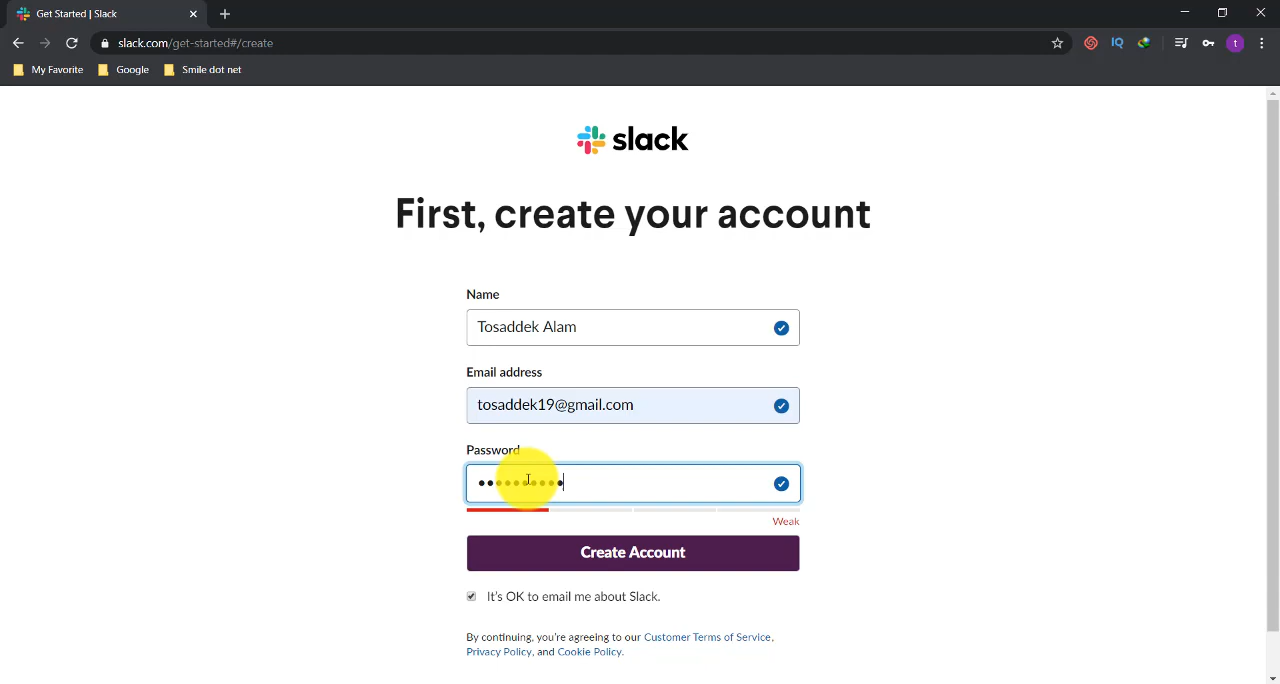 Get Started | Slack
slack.com/get-started#/create
IQ
t
My Favorite
Google
Smile dot net
slack
First, create your account
Name
Tosaddek Alam
Email address
tosaddek19@gmail.com
Password
••••••••••
Weak
Create Account
It's OK to email me about Slack.
By continuing, you're agreeing to our Customer Terms of Service,
Privacy Policy, and Cookie Policy.